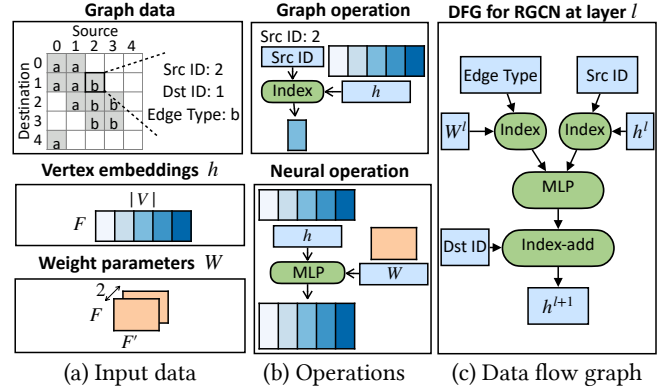 Graph data
Source
0 1 2 3 4
Destination
0 a a
1 a a b
2 a b b
3 b b
4 a
Src ID: 2
Dst ID: 1
Edge Type: b
Vertex embeddings h
|V|
F
Weight parameters W
2
F
F'
(a) Input data
Graph operation
Src ID: 2
Src ID
Index
h
Neural operation
h
MLP
W
(b) Operations
DFG for RGCN at layer l
Edge Type
Src ID
W^l
Index
Index
h^l
MLP
Dst ID
Index-add
h^{l+1}
(c) Data flow graph